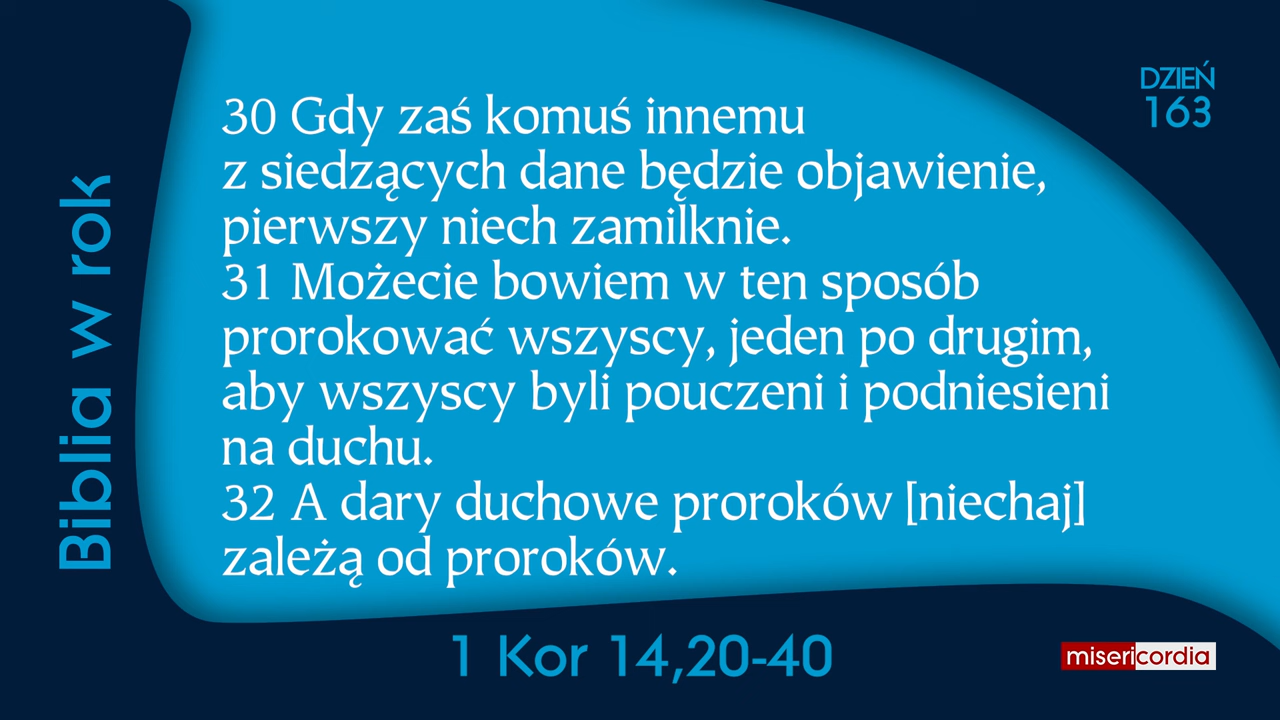 DZIEŃ
163
30 Gdy zaś komuś innemu
z siedzących dane będzie objawienie,
pierwszy niech zamilknie.
31 Możecie bowiem w ten sposób
prorokować wszyscy, jeden po drugim,
aby wszyscy byli pouczeni i podniesieni
na duchu.
32 A dary duchowe proroków [niechaj]
zależą od proroków.
Biblia w rok
1 Kor 14,20-40
misericordia